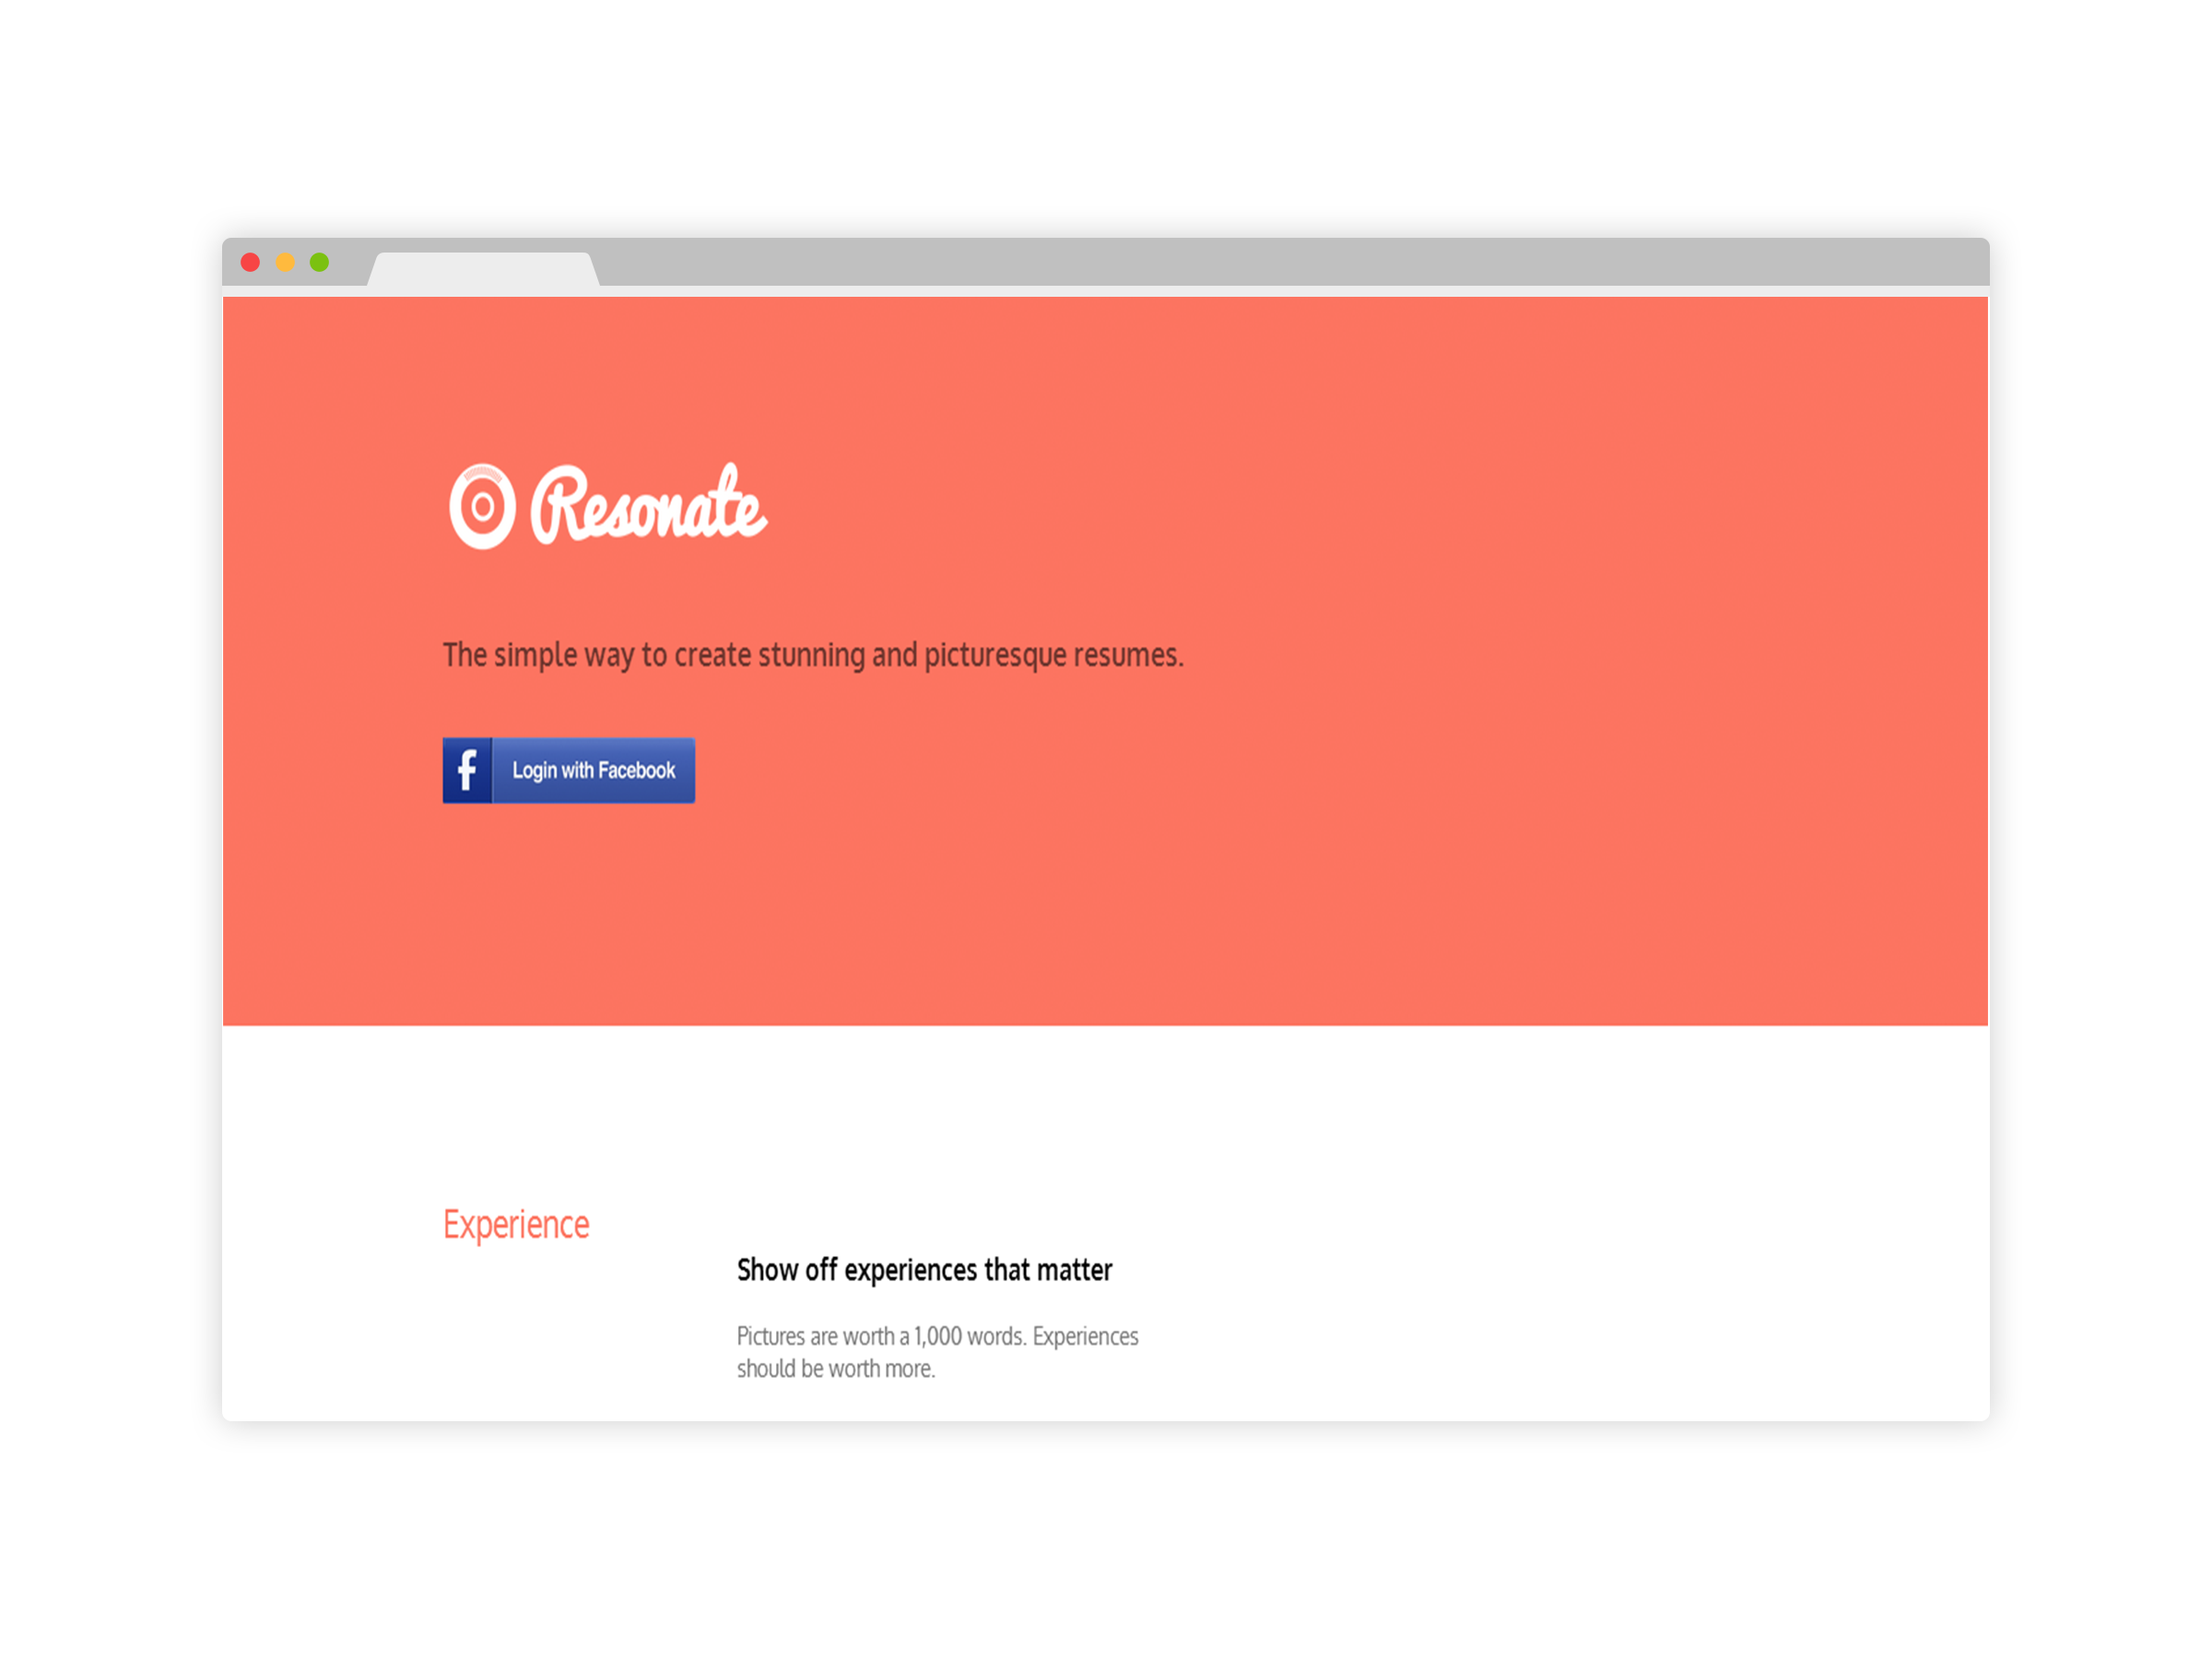 Resonate
The simple way to create stunning and picturesque resumes.
f Login with Facebook
Experience
Show off experiences that matter
Pictures are worth a 1,000 words. Experiences
should be worth more.